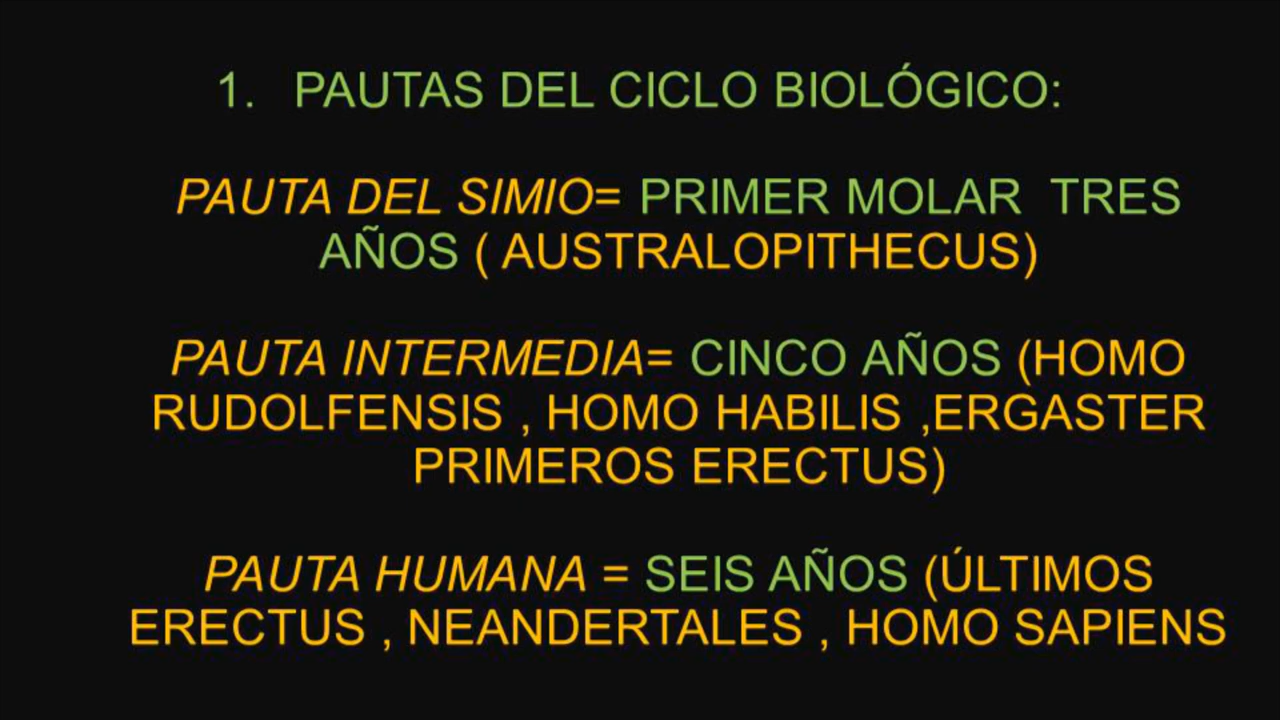 1. PAUTAS DEL CICLO BIOLÓGICO:
PAUTA DEL SIMIO= PRIMER MOLAR  TRES
AÑOS ( AUSTRALOPITHECUS)
PAUTA INTERMEDIA= CINCO AÑOS (HOMO
RUDOLFENSIS , HOMO HABILIS ,ERGASTER
PRIMEROS ERECTUS)
PAUTA HUMANA = SEIS AÑOS (ÚLTIMOS
ERECTUS , NEANDERTALES , HOMO SAPIENS